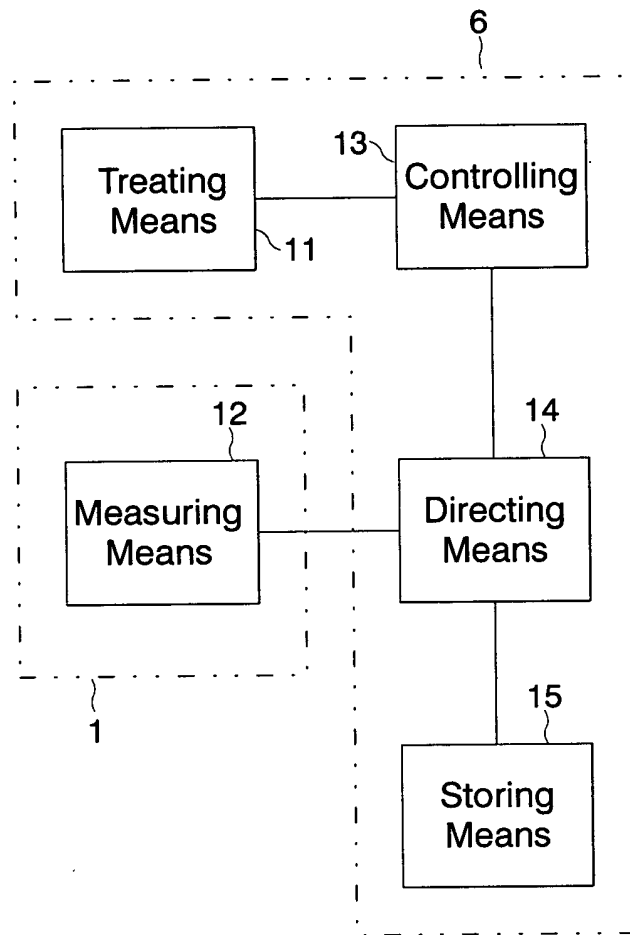 6
Treating
Means
11
13
Controlling
Means
12
Measuring
Means
14
Directing
Means
1
15
Storing
Means